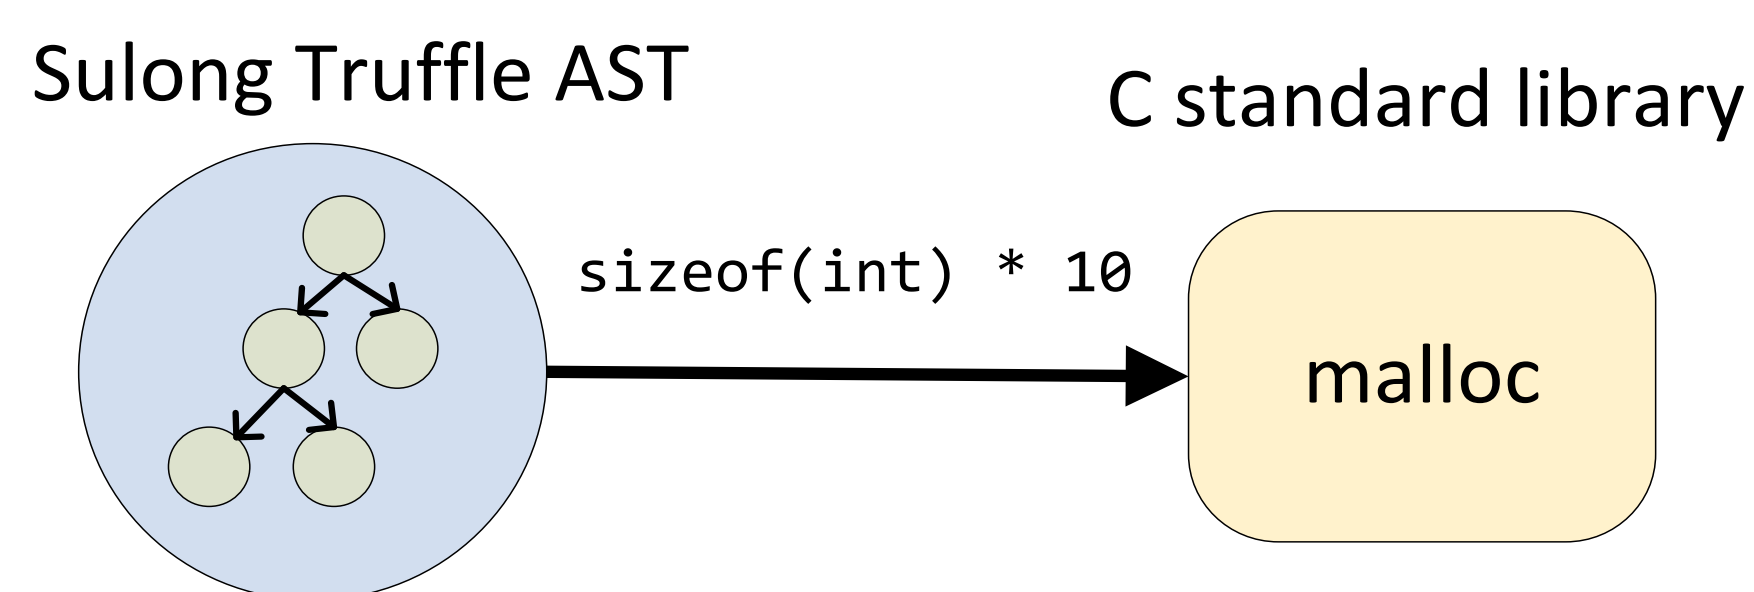 Sulong Truffle AST
C standard library
sizeof(int) * 10
malloc